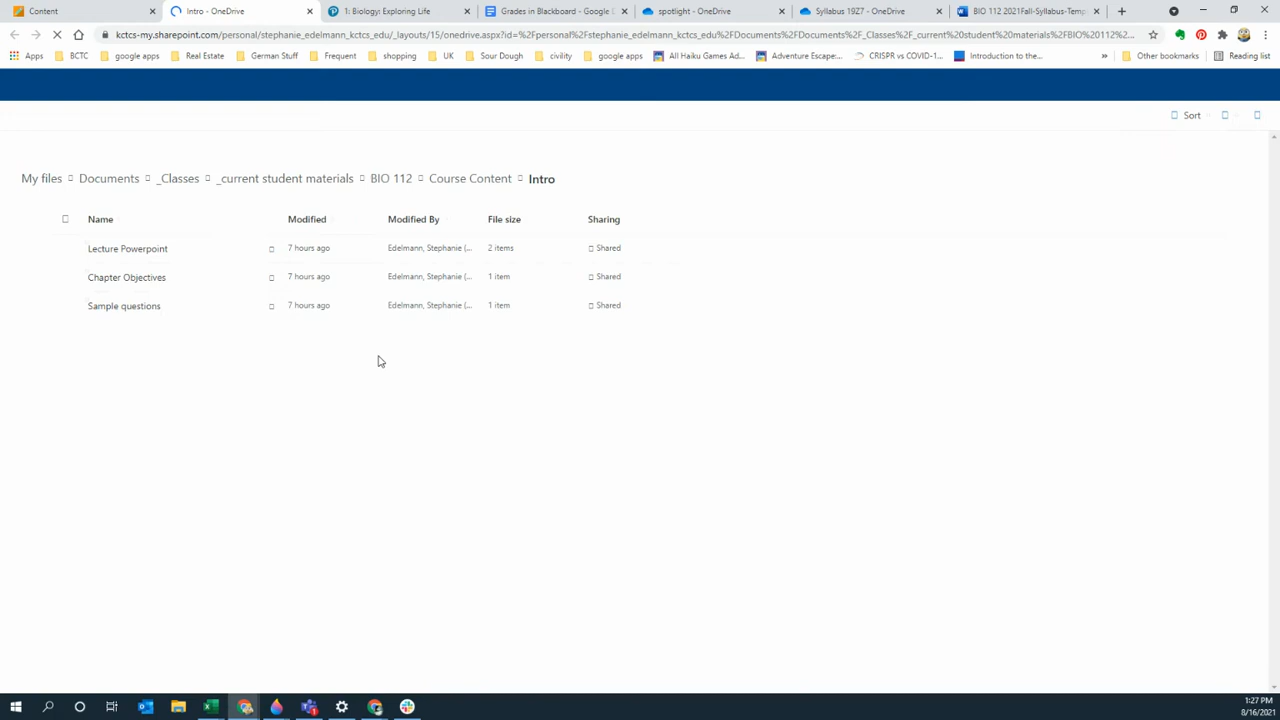 Content
Intro - OneDrive
1: Biology: Exploring Life
Grades in Blackboard - Google
spotlight - OneDrive
Syllabus 19Z7 - OneDrive
BIO 112 2021Fall-Syllabus-Temp
kctcs-my.sharepoint.com/personal/stephanie_edelmann_kctcs_edu/_layouts/15/onedrive.aspx?id=%2Fpersonal%2Fstephanie_edelmann_kctcs_edu%2FDocuments%2FDocuments%2F_Classes%2F_current%20student%20materials%2FBIO%20112%2...
Apps BCTC google apps Real Estate German Stuff Frequent shopping UK Sour Dough civility google apps All Haiku Games Ad... Adventure Escape:... CRISPR vs COVID-1... Introduction to the... » Other bookmarks Reading list
Sort
My files Documents _Classes _current student materials BIO 112 Course Content Intro
Name Modified Modified By File size Sharing
Lecture Powerpoint 7 hours ago Edelmann, Stephanie (... 2 items Shared
Chapter Objectives 7 hours ago Edelmann, Stephanie (... 1 item Shared
Sample questions 7 hours ago Edelmann, Stephanie (... 1 item Shared
1:27 PM
8/16/2021